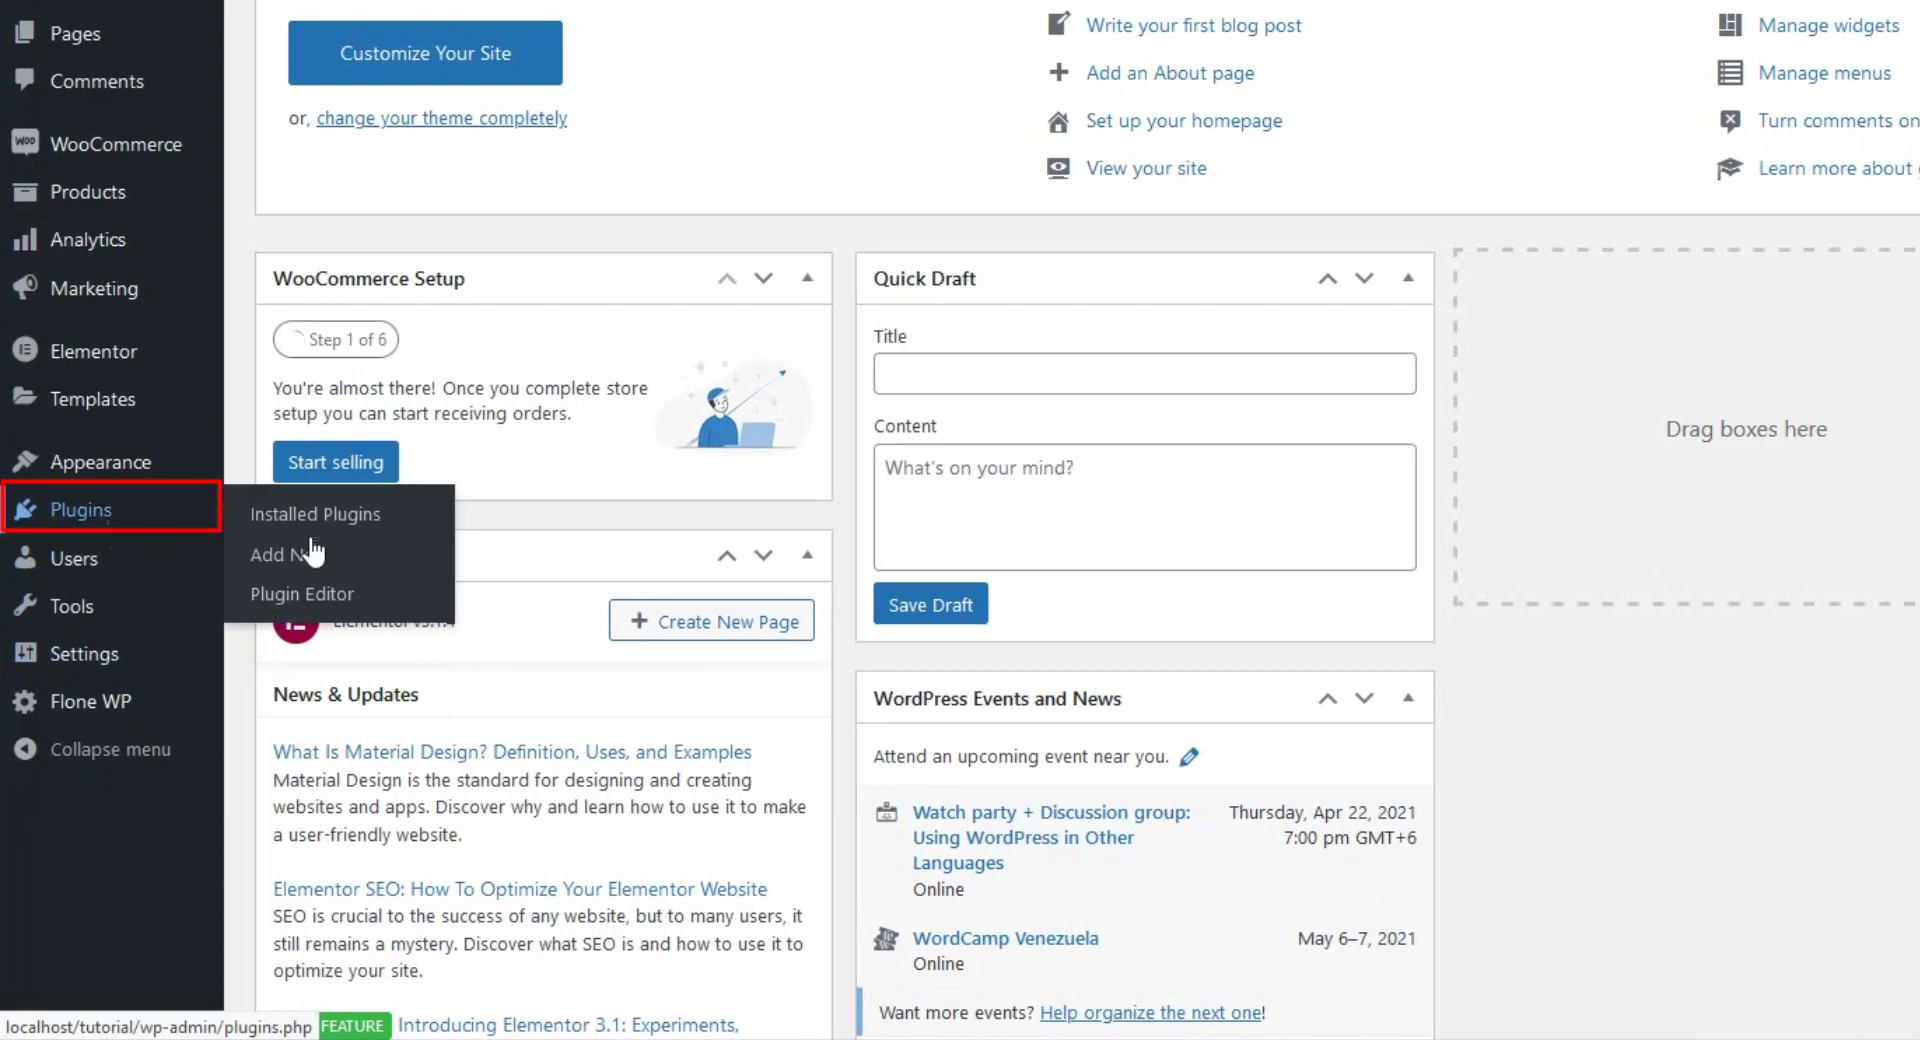 Pages
Comments
WooCommerce
Products
Analytics
Marketing
Elementor
Templates
Appearance
Plugins
Users
Tools
Settings
Flone WP
Collapse menu
Installed Plugins
Add
Plugin Editor
Customize Your Site
or, change your theme completely
Write your first blog post
Add an About page
Set up your homepage
View your site
Manage widgets
Manage menus
Turn comments on
Learn more about
WooCommerce Setup
Step 1 of 6
You're almost there! Once you complete store
setup you can start receiving orders.
Start selling
+ Create New Page
News & Updates
What Is Material Design? Definition, Uses, and Examples
Material Design is the standard for designing and creating
websites and apps. Discover why and learn how to use it to make
a user-friendly website.
Elementor SEO: How To Optimize Your Elementor Website
SEO is crucial to the success of any website, but to many users, it
still remains a mystery. Discover what SEO is and how to use it to
optimize your site.
FEATURE Introducing Elementor 3.1: Experiments,
Quick Draft
Title
Content
What's on your mind?
Save Draft
WordPress Events and News
Attend an upcoming event near you.
Watch party + Discussion group: Thursday, Apr 22, 2021
Using WordPress in Other 7:00 pm GMT+6
Languages
Online
WordCamp Venezuela May 6–7, 2021
Online
Want more events? Help organize the next one!
Drag boxes here
localhost/tutorial/wp-admin/plugins.php